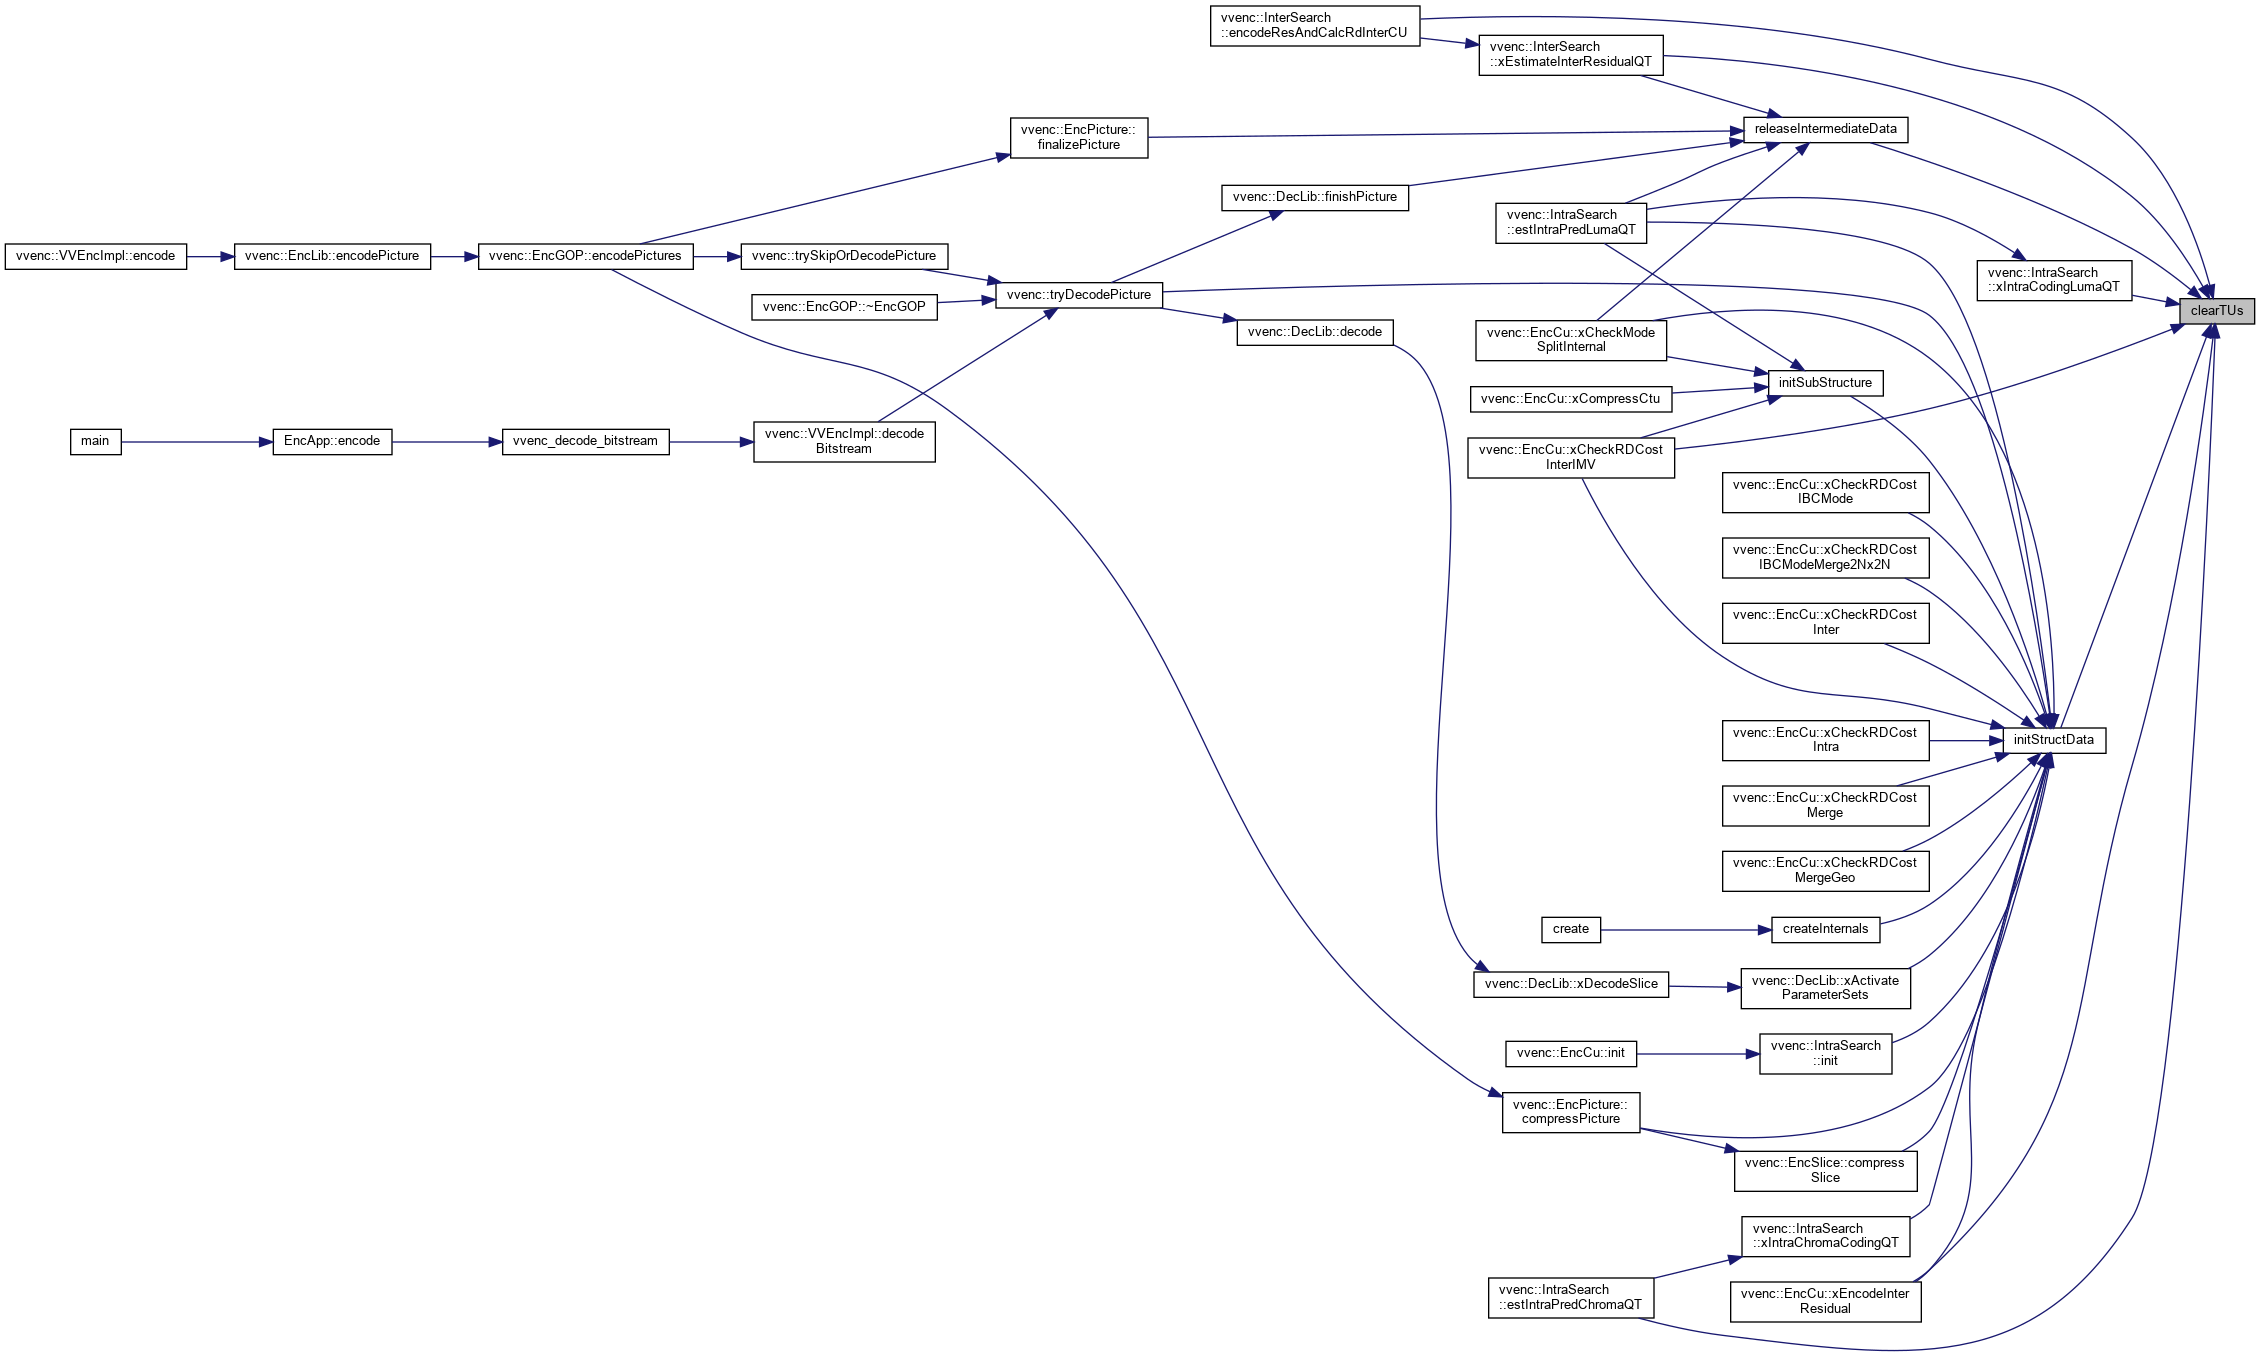 vvenc::InterSearch
::encodeResAndCalcRdInterCU
vvenc::InterSearch
::xEstimateInterResidualQT
releaseIntermediateData
vvenc::EncPicture::
finalizePicture
vvenc::DecLib::finishPicture
vvenc::IntraSearch
::estIntraPredLumaQT
vvenc::VVEncImpl::encode
vvenc::EncLib::encodePicture
vvenc::EncGOP::encodePictures
vvenc::trySkipOrDecodePicture
vvenc::IntraSearch
::xIntraCodingLumaQT
vvenc::tryDecodePicture
vvenc::EncGOP::~EncGOP
clearTUs
vvenc::DecLib::decode
vvenc::EncCu::xCheckMode
SplitInternal
initSubStructure
vvenc::EncCu::xCompressCtu
main
EncApp::encode
vvenc_decode_bitstream
vvenc::VVEncImpl::decode
Bitstream
vvenc::EncCu::xCheckRDCost
InterIMV
vvenc::EncCu::xCheckRDCost
IBCMode
vvenc::EncCu::xCheckRDCost
IBCModeMerge2Nx2N
vvenc::EncCu::xCheckRDCost
Inter
vvenc::EncCu::xCheckRDCost
Intra
initStructData
vvenc::EncCu::xCheckRDCost
Merge
vvenc::EncCu::xCheckRDCost
MergeGeo
create
createInternals
vvenc::DecLib::xDecodeSlice
vvenc::DecLib::xActivate
ParameterSets
vvenc::EncCu::init
vvenc::IntraSearch
::init
vvenc::EncPicture::
compressPicture
vvenc::EncSlice::compress
Slice
vvenc::IntraSearch
::xIntraChromaCodingQT
vvenc::IntraSearch
::estIntraPredChromaQT
vvenc::EncCu::xEncodeInter
Residual